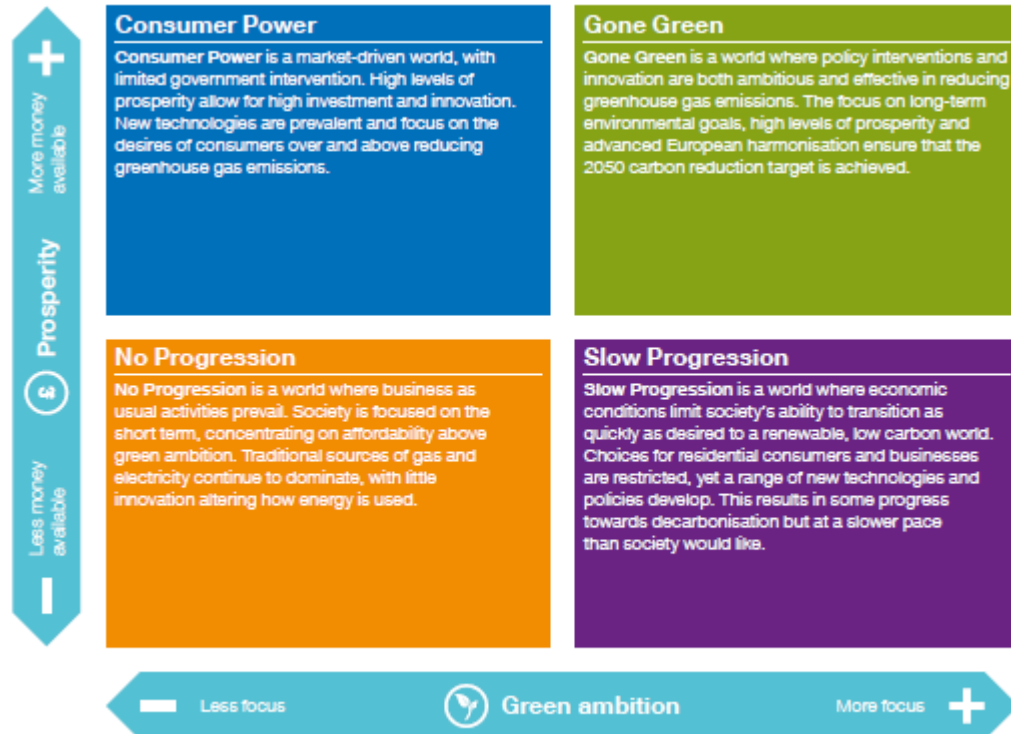 Consumer Power
Consumer Power is a market-driven world, with
limited government intervention. High levels of
prosperity allow for high investment and innovation.
New technologies are prevalent and focus on the
desires of consumers over and above reducing
greenhouse gas emissions.
Gone Green
Gone Green is a world where policy interventions and
innovation are both ambitious and effective in reducing
greenhouse gas emissions. The focus on long-term
environmental goals, high levels of prosperity and
advanced European harmonisation ensure that the
2050 carbon reduction target is achieved.
More money
available
Prosperity
£
Less money
available
No Progression
No Progression is a world where business as
usual activities prevail. Society is focused on the
short term, concentrating on affordability above
green ambition. Traditional sources of gas and
electricity continue to dominate, with little
innovation altering how energy is used.
Slow Progression
Slow Progression is a world where economic
conditions limit society's ability to transition as
quickly as desired to a renewable, low carbon world.
Choices for residential consumers and businesses
are restricted, yet a range of new technologies and
policies develop. This results in some progress
towards decarbonisation but at a slower pace
than society would like.
Less focus
Green ambition
More focus